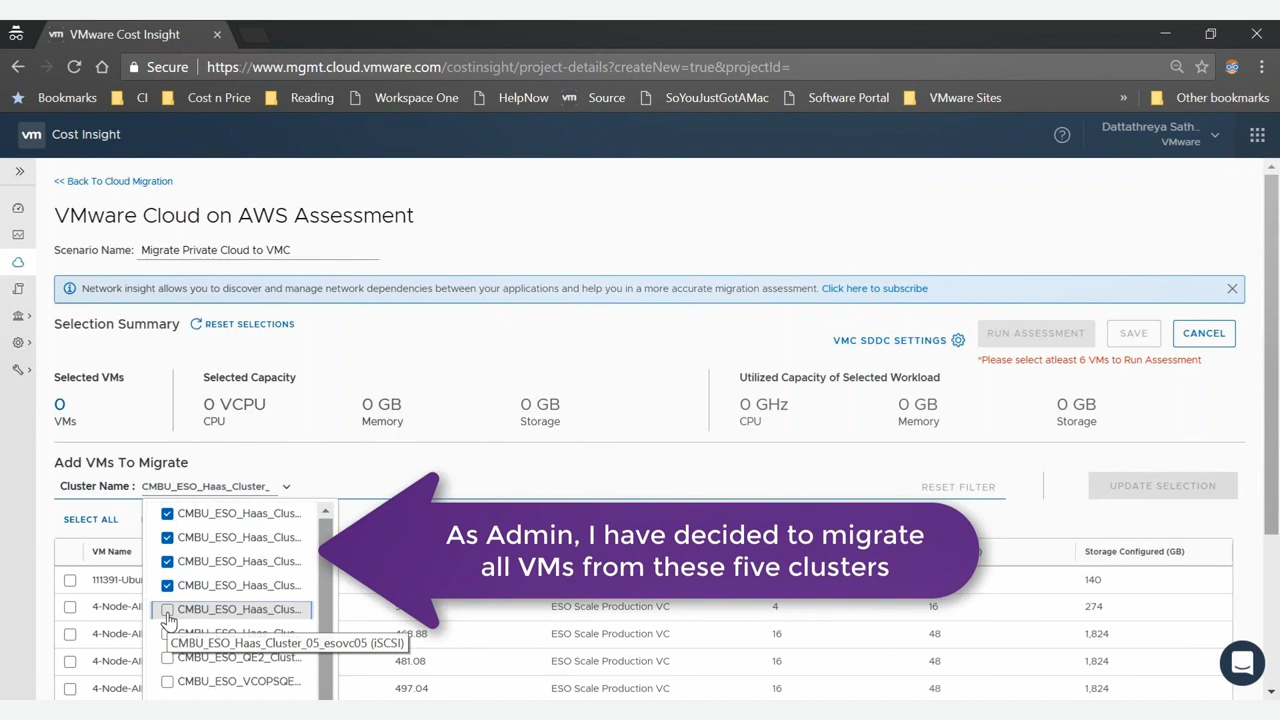 vm VMware Cost Insight
Secure https://www.mgmt.cloud.vmware.com/costinsight/project-details?createNew=true&projectId=
Bookmarks CI Cost n Price Reading Workspace One HelpNow vm Source SoYouJustGotAMac Software Portal VMware Sites » Other bookmarks
vm Cost Insight
Dattathreya Sath..
VMware
<< Back To Cloud Migration
VMware Cloud on AWS Assessment
Scenario Name: Migrate Private Cloud to VMC
Network insight allows you to discover and manage network dependencies between your applications and help you in a more accurate migration assessment. Click here to subscribe
Selection Summary RESET SELECTIONS
VMC SDDC SETTINGS RUN ASSESSMENT SAVE CANCEL
*Please select atleast 6 VMs to Run Assessment
Selected VMs Selected Capacity Utilized Capacity of Selected Workload
0 0 VCPU 0 GB 0 GB 0 GHz 0 GB 0 GB
VMs CPU Memory Storage CPU Memory Storage
Add VMs To Migrate
Cluster Name : CMBU_ESO_Haas_Cluster_ RESET FILTER UPDATE SELECTION
SELECT ALL
CMBU_ESO_Haas_Clus...
CMBU_ESO_Haas_Clus...
CMBU_ESO_Haas_Clus...
CMBU_ESO_Haas_Clus...
CMBU_ESO_Haas_Clus...
CMBU_ESO_Haas_Clus...
CMBU_ESO_Haas_Cluster_05_esovc05 (iSCSI)
CMBU_ESO_QE2_Clust...
CMBU_ESO_VCOPSQE...
As Admin, I have decided to migrate
all VMs from these five clusters
VM Name Storage Configured (GB)
111391-Ubu 140
4-Node-Al ESO Scale Production VC 4 16 274
4-Node-Al ESO Scale Production VC 16 48 1,824
4-Node-Al 481.08 ESO Scale Production VC 16 48 1,824
4-Node-Al 497.04 ESO Scale Production VC 16 48 1,824